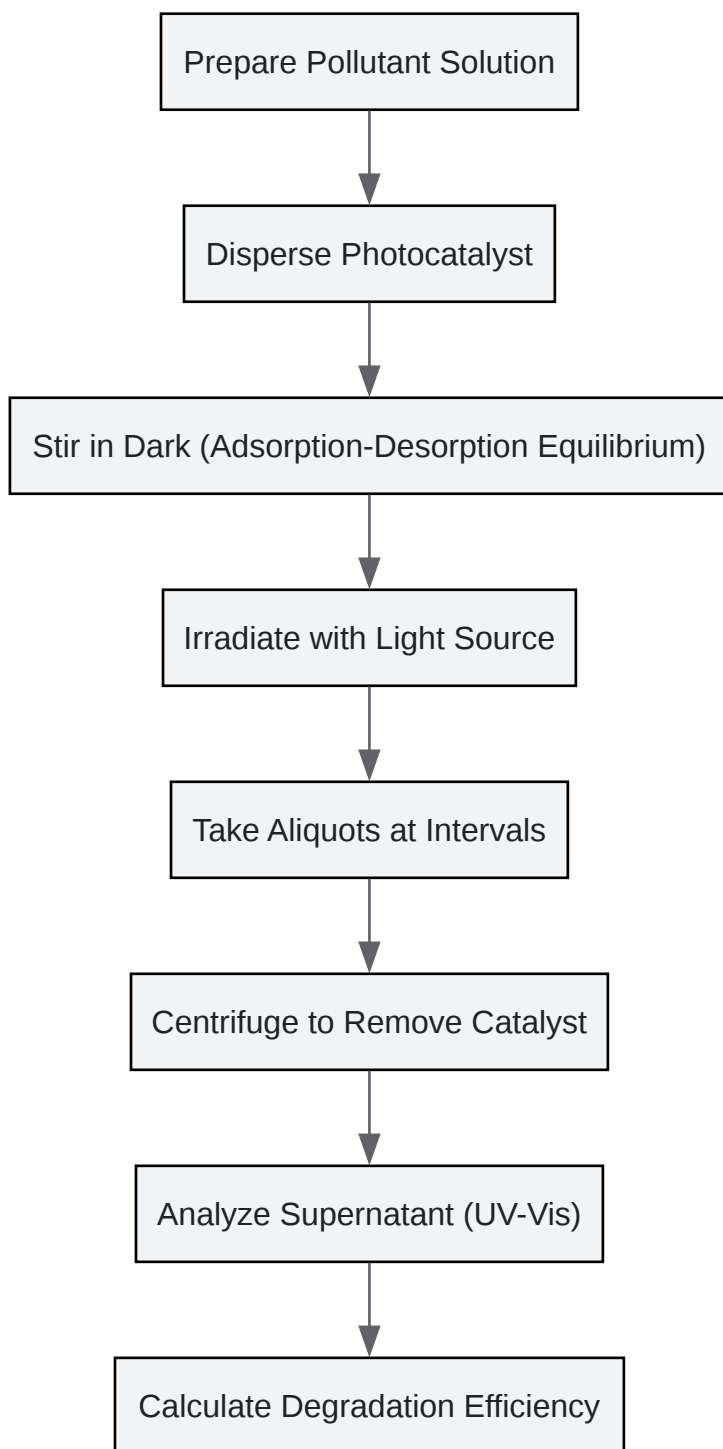 Prepare Pollutant Solution
Disperse Photocatalyst
Stir in Dark (Adsorption-Desorption Equilibrium)
Irradiate with Light Source
Take Aliquots at Intervals
Centrifuge to Remove Catalyst
Analyze Supernatant (UV-Vis)
Calculate Degradation Efficiency